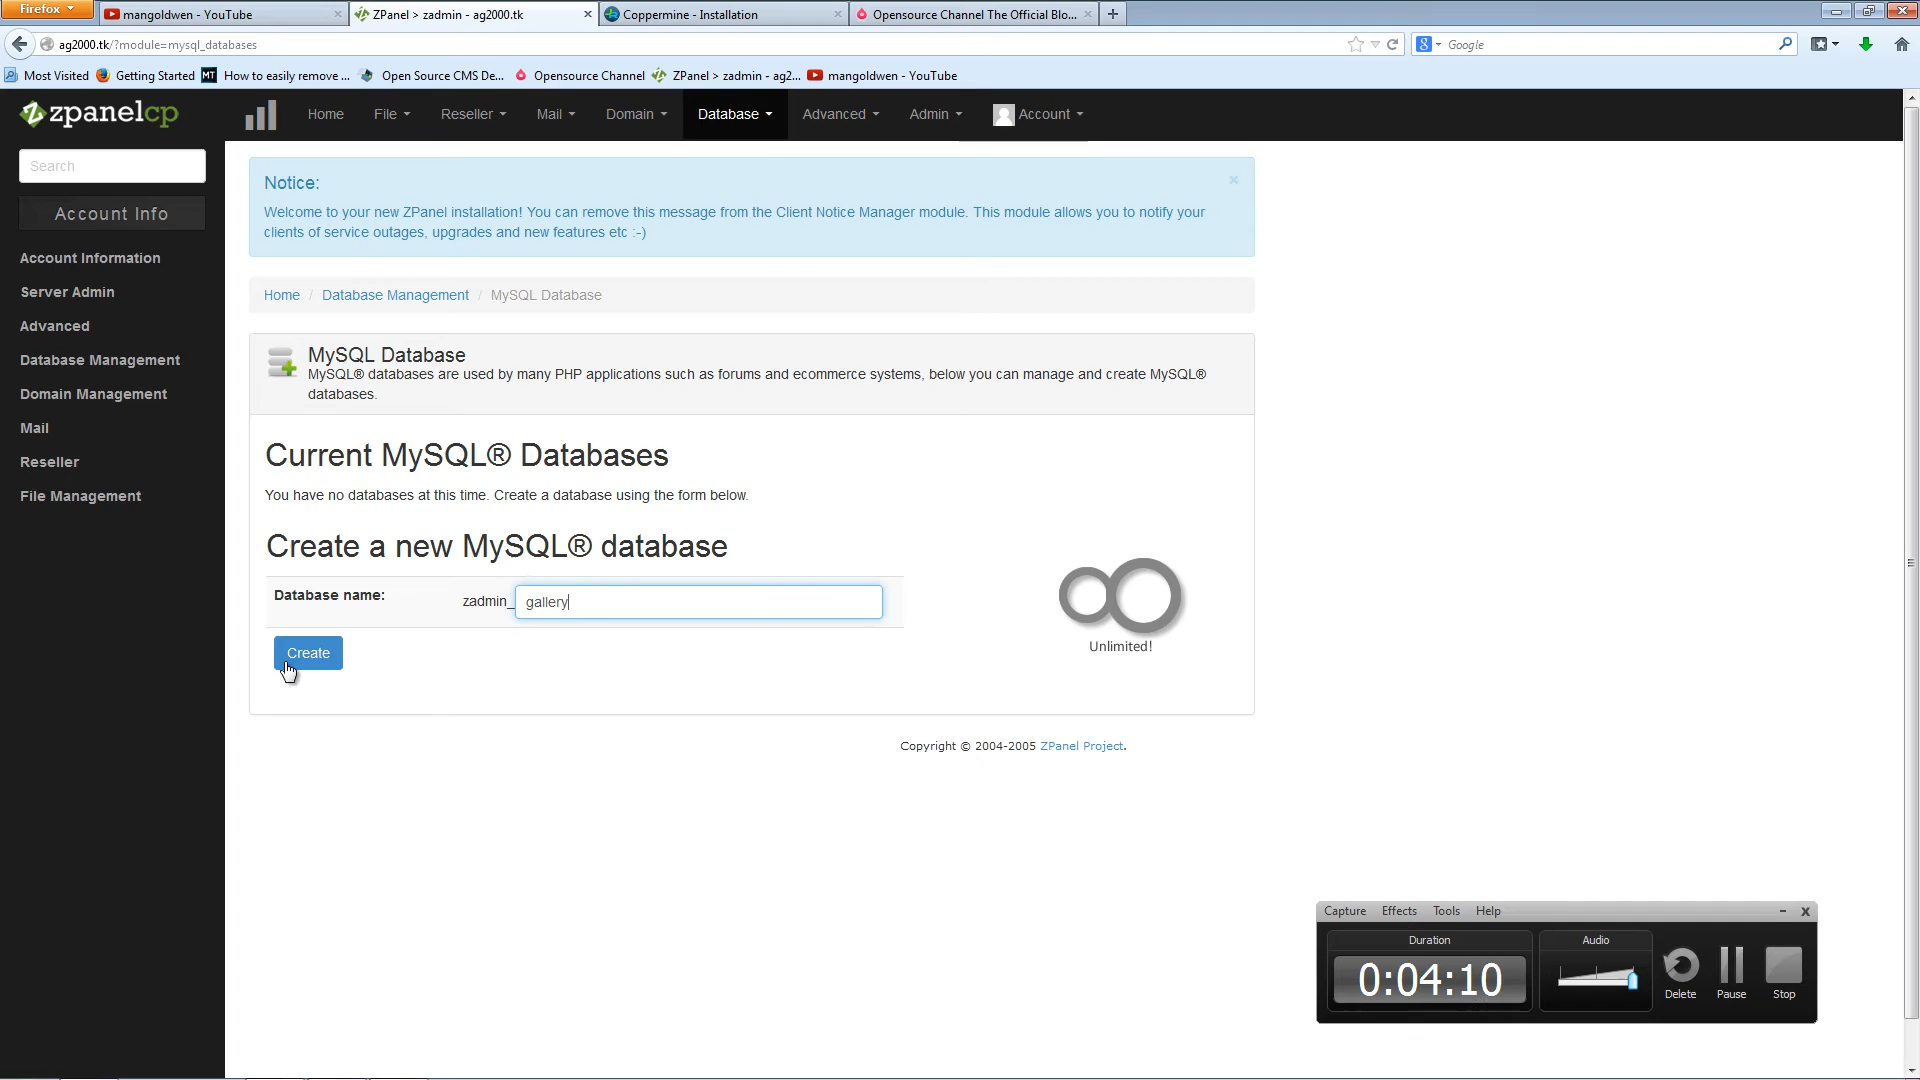 Firefox
mangoldwen - YouTube
ZPanel > zadmin - ag2000.tk
Coppermine - Installation
Opensource Channel The Official Blo...
ag2000.tk/?module=mysql_databases
Google
Most Visited
Getting Started
How to easily remove ...
Open Source CMS De...
Opensource Channel
ZPanel > zadmin - ag2...
mangoldwen - YouTube
zpanelcp
Home
File
Reseller
Mail
Domain
Database
Advanced
Admin
Account
Search
Account Info
Account Information
Server Admin
Advanced
Database Management
Domain Management
Mail
Reseller
File Management
Notice:
Welcome to your new ZPanel installation! You can remove this message from the Client Notice Manager module. This module allows you to notify your
clients of service outages, upgrades and new features etc :-)
Home / Database Management / MySQL Database
MySQL Database
MySQL® databases are used by many PHP applications such as forums and ecommerce systems, below you can manage and create MySQL®
databases.
Current MySQL® Databases
You have no databases at this time. Create a database using the form below.
Create a new MySQL® database
Database name:
zadmin_
gallery
Create
Unlimited!
Copyright © 2004-2005 ZPanel Project.
Capture
Effects
Tools
Help
Duration
Audio
0:04:10
Delete
Pause
Stop